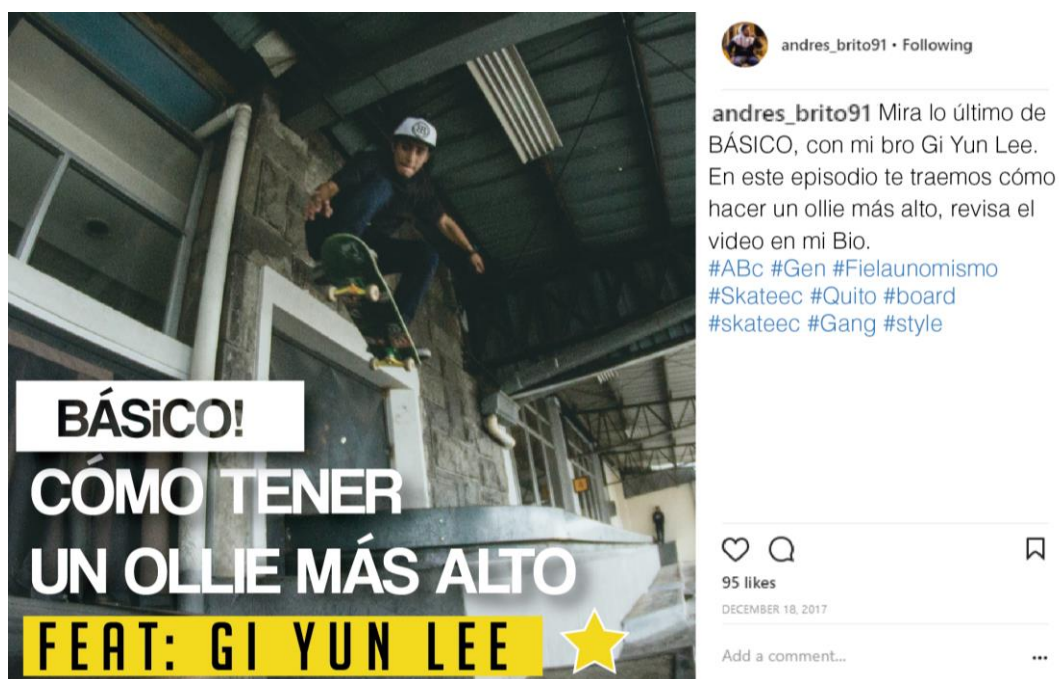 BÁSiCO!
CÓMO TENER
UN OLLIE MÁS ALTO
FEAT: GI YUN LEE
andres_brito91 • Following
andres_brito91 Mira lo último de
BÁSICO, con mi bro Gi Yun Lee.
En este episodio te traemos cómo
hacer un ollie más alto, revisa el
video en mi Bio.
#ABc #Gen #Fielaunomismo
#Skateec #Quito #board
#skateec #Gang #style
95 likes
DECEMBER 18, 2017
Add a comment...